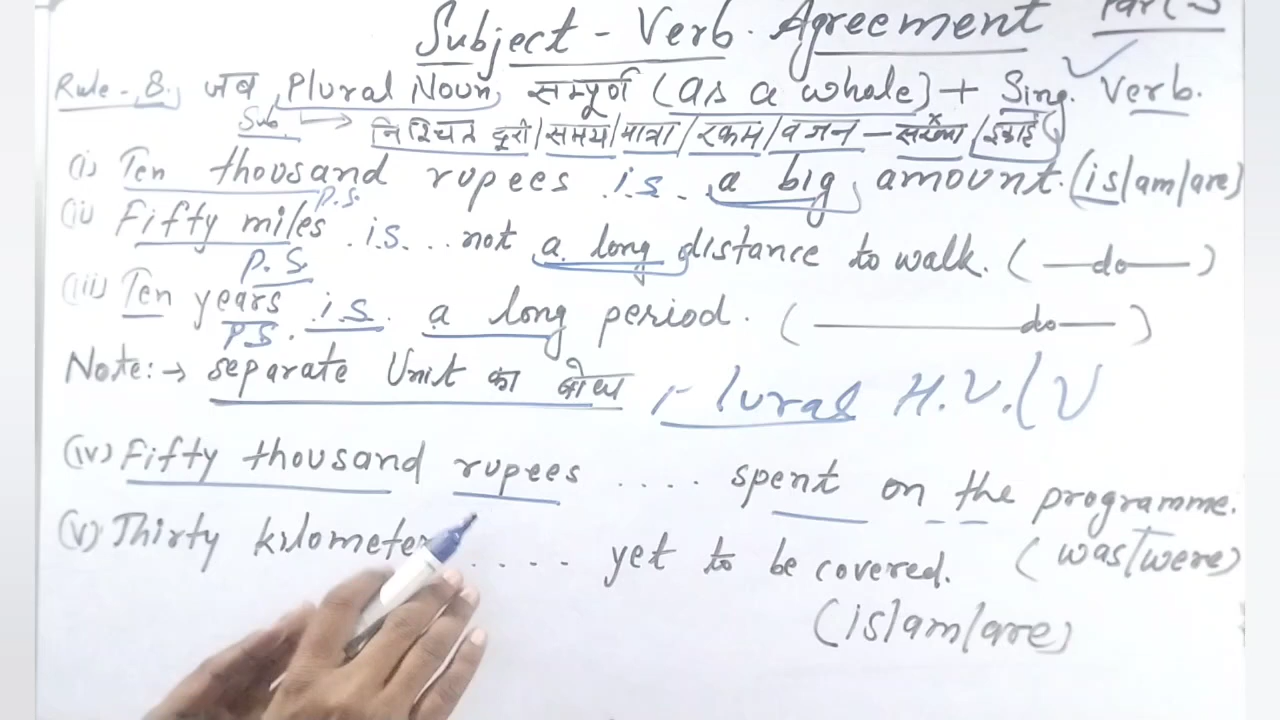 Subject - Verb. Agreement Part
Rule - 8. जब Plural Noun सम्पूर्ण (as a whole) + Sing. Verb.
Sub. → निश्चित दूरी/समय/मात्रा/रकम/वजन – संख्या/इकाई
(i) Ten thousand rupees is a big amount. (is/am/are)
P.S.
(ii) Fifty miles .is... not a long distance to walk. (—do—)
P.S.
(iii) Ten years is. a long period. (—do—)
P.S.
Note:→ separate Unit का बोध lural H.V.(V
(iv) Fifty thousand rupees .... spent on the programme.
(was/were)
(v) Thirty kilometer .... yet to be covered.
(is/am/are)